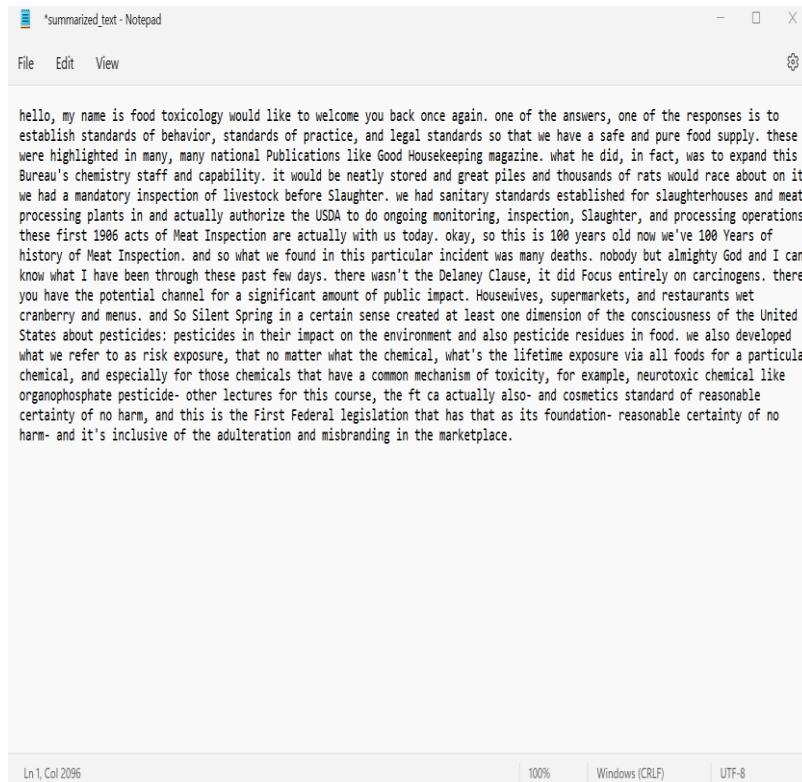 *summarized_text - Notepad
File Edit View
hello, my name is food toxicology would like to welcome you back once again. one of the answers, one of the responses is to
establish standards of behavior, standards of practice, and legal standards so that we have a safe and pure food supply. these
were highlighted in many, many national Publications like Good Housekeeping magazine. what he did, in fact, was to expand this
Bureau's chemistry staff and capability. it would be neatly stored and great piles and thousands of rats would race about on it
we had a mandatory inspection of livestock before Slaughter. we had sanitary standards established for slaughterhouses and meat
processing plants in and actually authorize the USDA to do ongoing monitoring, inspection, Slaughter, and processing operations
these first 1906 acts of Meat Inspection are actually with us today. okay, so this is 100 years old now we've 100 Years of
history of Meat Inspection. and so what we found in this particular incident was many deaths. nobody but almighty God and I can
know what I have been through these past few days. there wasn't the Delaney Clause, it did Focus entirely on carcinogens. there
you have the potential channel for a significant amount of public impact. Housewives, supermarkets, and restaurants wet
cranberry and menus. and So Silent Spring in a certain sense created at least one dimension of the consciousness of the United
States about pesticides: pesticides in their impact on the environment and also pesticide residues in food. we also developed
what we refer to as risk exposure, that no matter what the chemical, what's the lifetime exposure via all foods for a particula
chemical, and especially for those chemicals that have a common mechanism of toxicity, for example, neurotoxic chemical like
organophosphate pesticide- other lectures for this course, the ft ca actually also- and cosmetics standard of reasonable
certainty of no harm, and this is the First Federal legislation that has that as its foundation- reasonable certainty of no
harm- and it's inclusive of the adulteration and misbranding in the marketplace.
Ln 1, Col 2096 100% Windows (CRLF) UTF-8